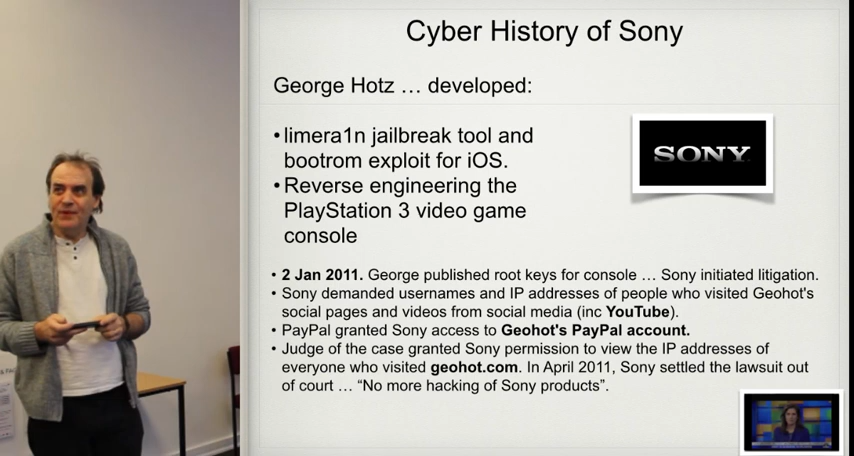 Cyber History of Sony
George Hotz … developed:
• limera1n jailbreak tool and
bootrom exploit for iOS.
• Reverse engineering the
PlayStation 3 video game
console
SONY
• 2 Jan 2011. George published root keys for console … Sony initiated litigation.
• Sony demanded usernames and IP addresses of people who visited Geohot's
social pages and videos from social media (inc YouTube).
• PayPal granted Sony access to Geohot's PayPal account.
• Judge of the case granted Sony permission to view the IP addresses of
everyone who visited geohot.com. In April 2011, Sony settled the lawsuit out
of court … “No more hacking of Sony products”.